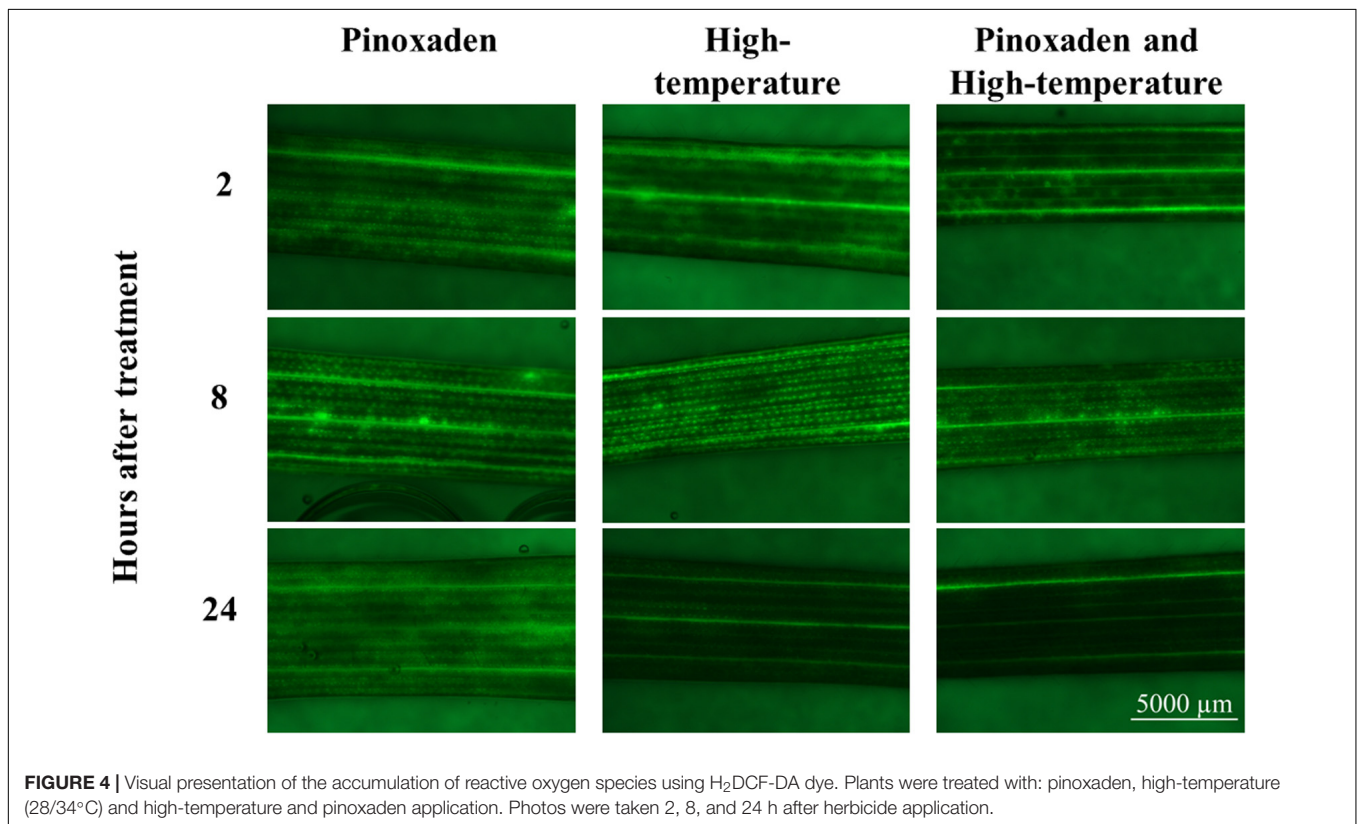 Pinoxaden
High-
temperature
Pinoxaden and
High-temperature
Hours after treatment
2
8
24
5000 µm
FIGURE 4 | Visual presentation of the accumulation of reactive oxygen species using H₂DCF-DA dye. Plants were treated with: pinoxaden, high-temperature
(28/34°C) and high-temperature and pinoxaden application. Photos were taken 2, 8, and 24 h after herbicide application.